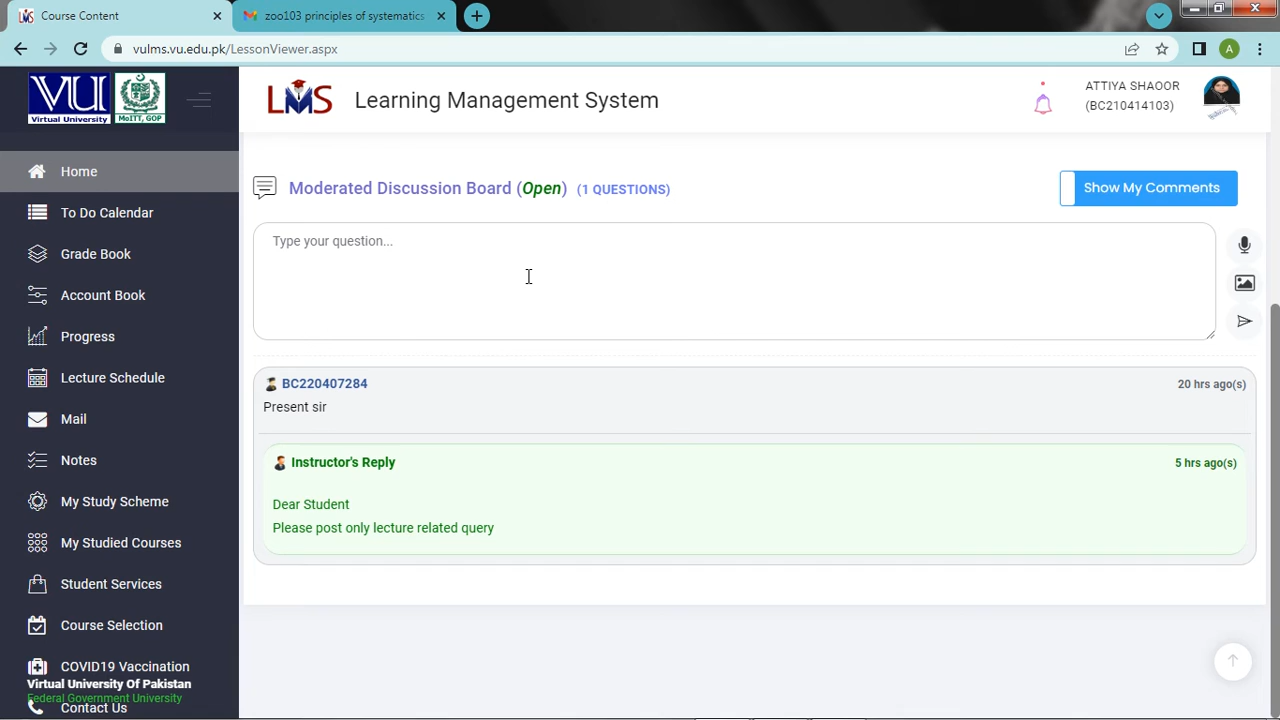 Course Content
zoo103 principles of systematics
vulms.vu.edu.pk/LessonViewer.aspx
A
VU
Virtual University
MoITT, GOP
LMS
Learning Management System
ATTIYA SHAOOR
(BC210414103)
Home
To Do Calendar
Grade Book
Account Book
Progress
Lecture Schedule
Mail
Notes
My Study Scheme
My Studied Courses
Student Services
Course Selection
COVID19 Vaccination
Virtual University Of Pakistan
Federal Government University
Contact Us
Moderated Discussion Board (Open) (1 QUESTIONS)
Show My Comments
Type your question...
BC220407284
20 hrs ago(s)
Present sir
Instructor's Reply
5 hrs ago(s)
Dear Student
Please post only lecture related query